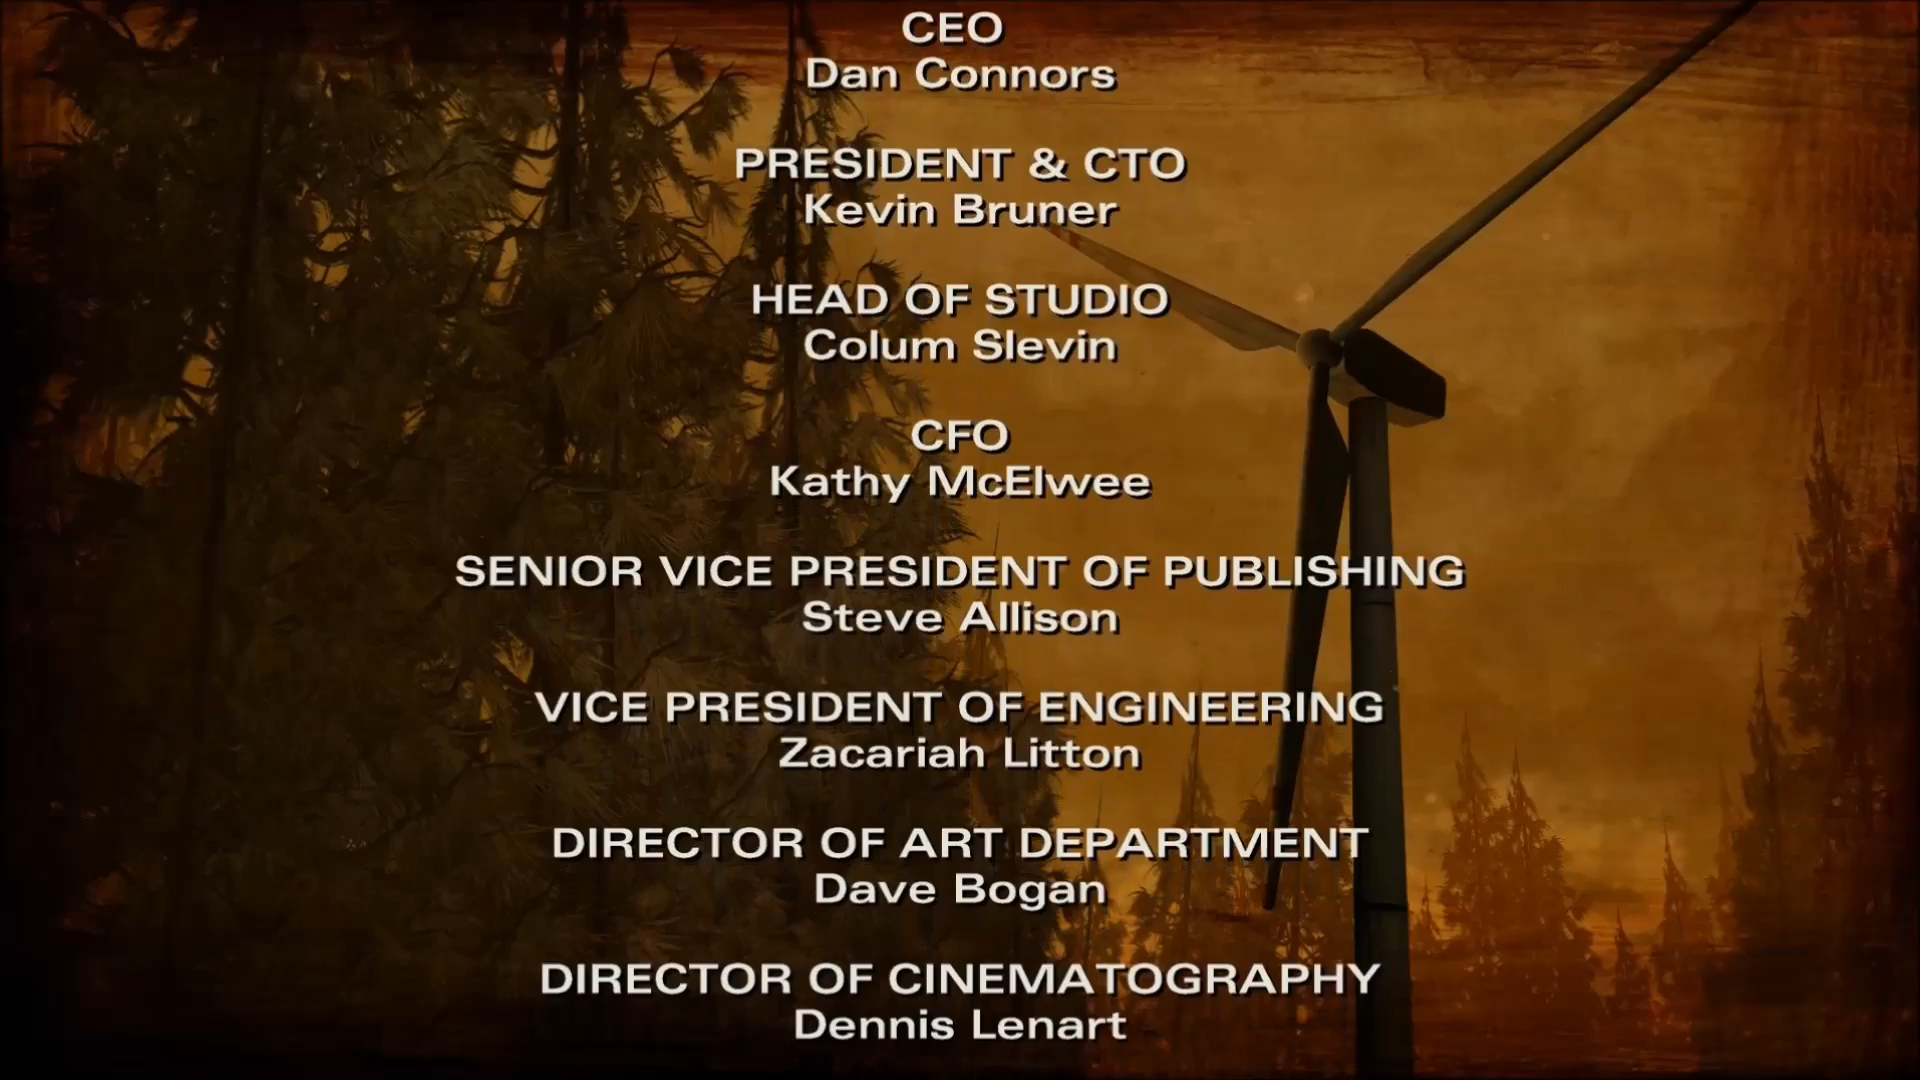 CEO
Dan Connors
PRESIDENT & CTO
Kevin Bruner
HEAD OF STUDIO
Colum Slevin
CFO
Kathy McElwee
SENIOR VICE PRESIDENT OF PUBLISHING
Steve Allison
VICE PRESIDENT OF ENGINEERING
Zacariah Litton
DIRECTOR OF ART DEPARTMENT
Dave Bogan
DIRECTOR OF CINEMATOGRAPHY
Dennis Lenart